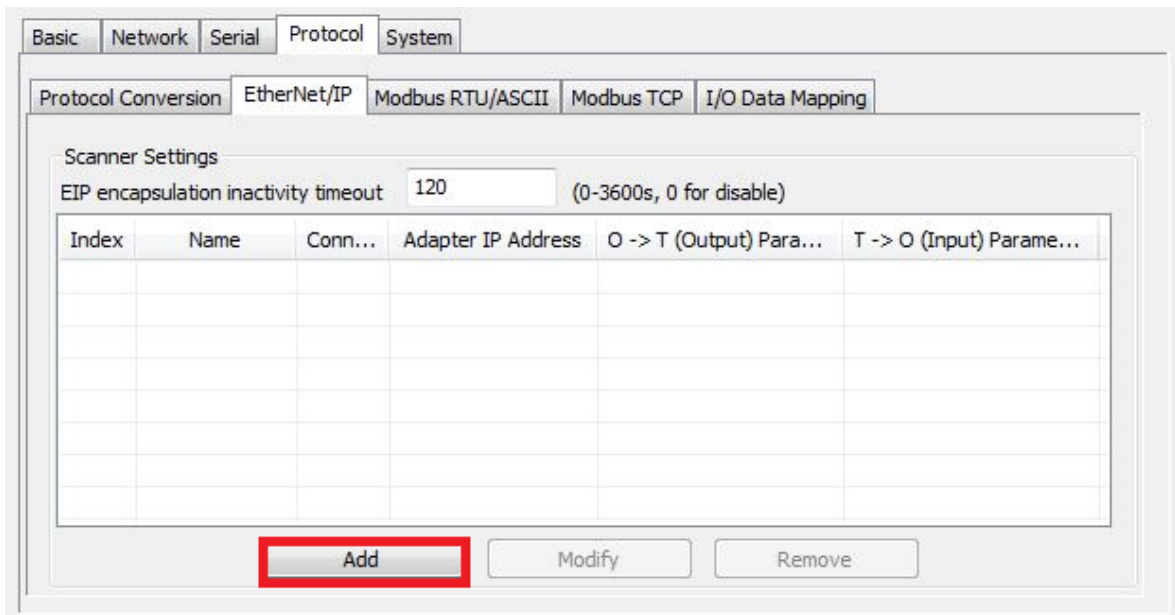 Basic Network Serial Protocol System
Protocol Conversion EtherNet/IP Modbus RTU/ASCII Modbus TCP I/O Data Mapping
Scanner Settings
EIP encapsulation inactivity timeout 120 (0-3600s, 0 for disable)
Index Name Conn... Adapter IP Address O -> T (Output) Para... T -> O (Input) Parame...
Add Modify Remove